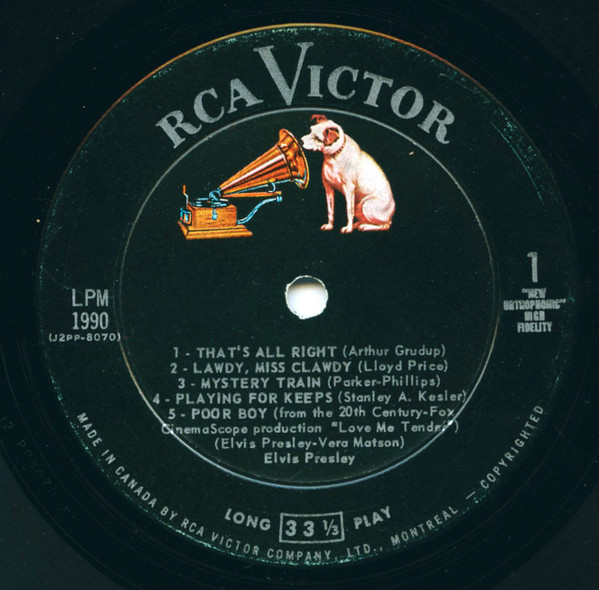 RCA VICTOR
LPM
1990
(J2PP-8070)
1
"NEW
ORTHOPHONIC"
HIGH
FIDELITY
1 - THAT'S ALL RIGHT (Arthur Grudup)
2 - LAWDY, MISS CLAWDY (Lloyd Price)
3 - MYSTERY TRAIN (Parker-Phillips)
4 - PLAYING FOR KEEPS (Stanley A. Kesler)
5 - POOR BOY (from the 20th Century-Fox
CinemaScope production "Love Me Tendre")
(Elvis Presley-Vera Matson)
Elvis Presley
LONG 33 1/3 PLAY
MADE IN CANADA BY RCA VICTOR COMPANY, LTD., MONTREAL — COPYRIGHTED